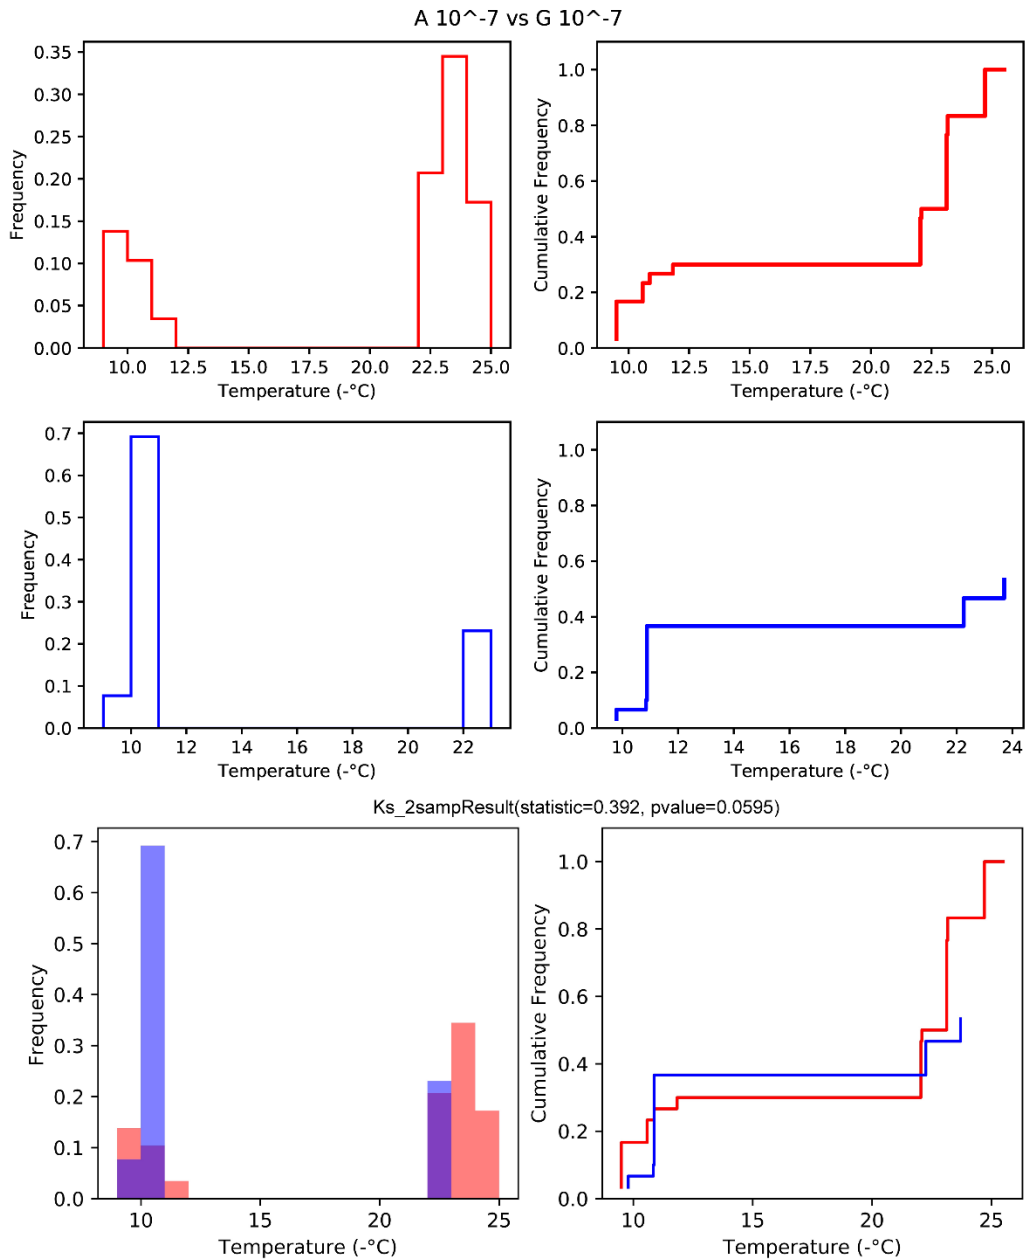 A 10^-7 vs G 10^-7
Frequency
0.35
0.30
0.25
0.20
0.15
0.10
0.05
0.00
10.0 12.5 15.0 17.5 20.0 22.5 25.0
Temperature (-°C)
Cumulative Frequency
1.0
0.8
0.6
0.4
0.2
0.0
10.0 12.5 15.0 17.5 20.0 22.5 25.0
Temperature (-°C)
Frequency
0.7
0.6
0.5
0.4
0.3
0.2
0.1
0.0
10 12 14 16 18 20 22
Temperature (-°C)
Cumulative Frequency
1.0
0.8
0.6
0.4
0.2
0.0
10 12 14 16 18 20 22 24
Temperature (-°C)
Ks_2sampResult(statistic=0.392, pvalue=0.0595)
Frequency
0.7
0.6
0.5
0.4
0.3
0.2
0.1
0.0
10 15 20 25
Temperature (-°C)
Cumulative Frequency
1.0
0.8
0.6
0.4
0.2
0.0
10 15 20 25
Temperature (-°C)